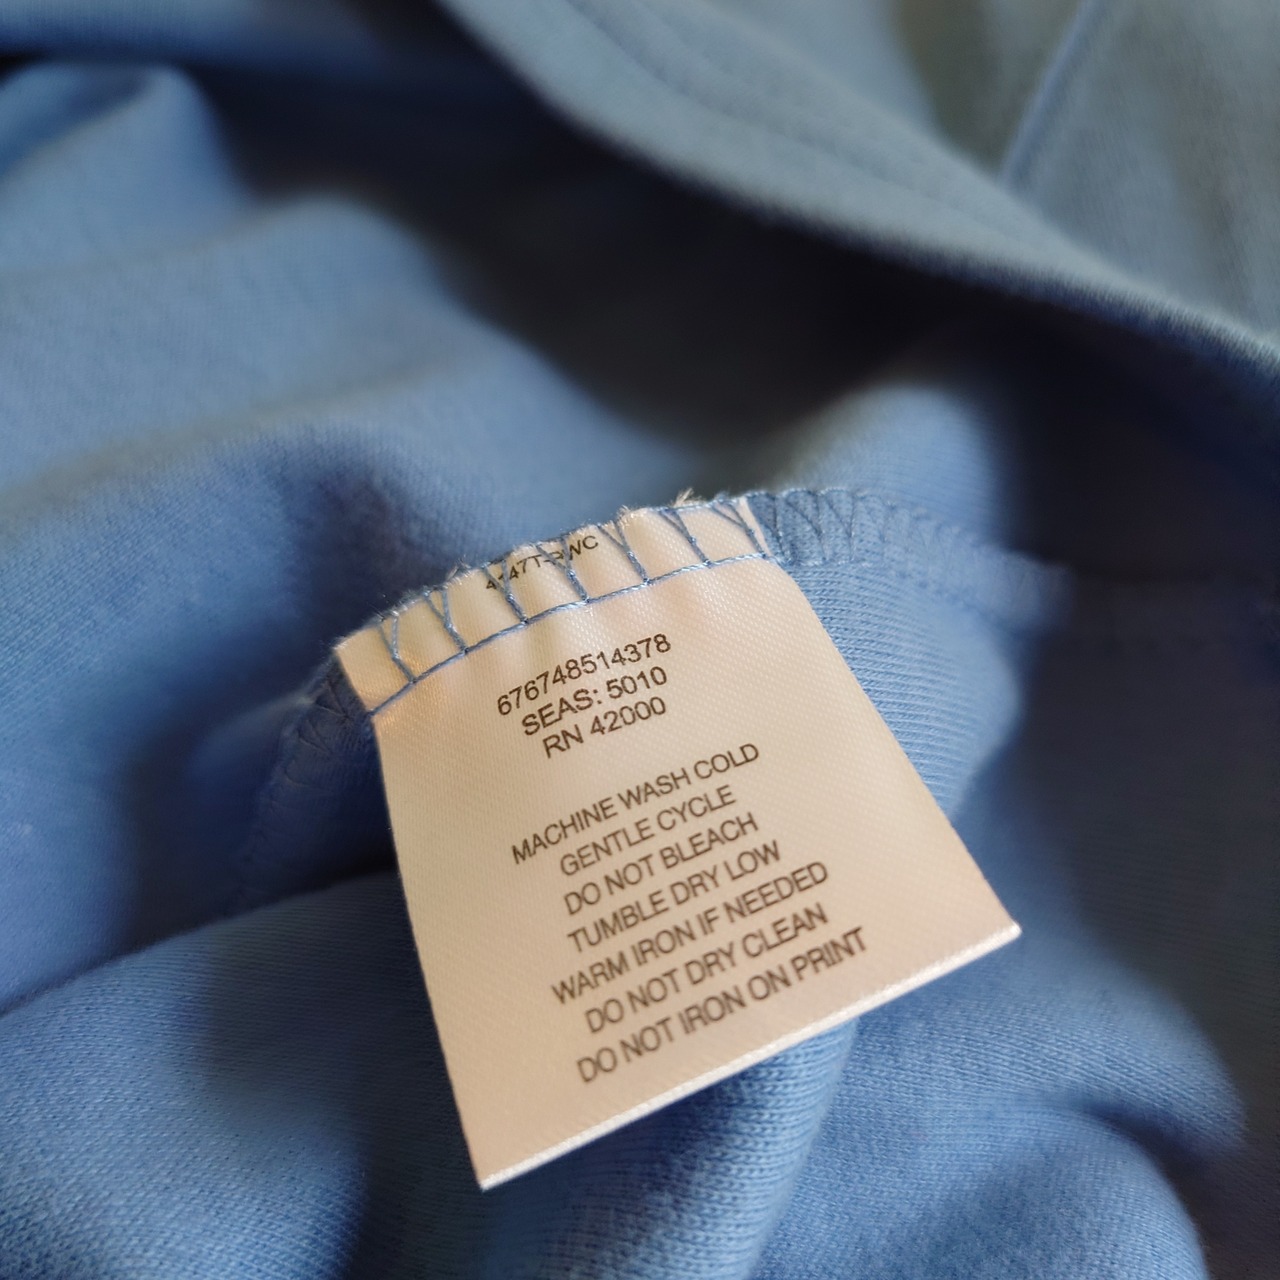 676748514378
SEAS: 5010
RN 42000
MACHINE WASH COLD
GENTLE CYCLE
DO NOT BLEACH
TUMBLE DRY LOW
WARM IRON IF NEEDED
DO NOT DRY CLEAN
DO NOT IRON ON PRINT